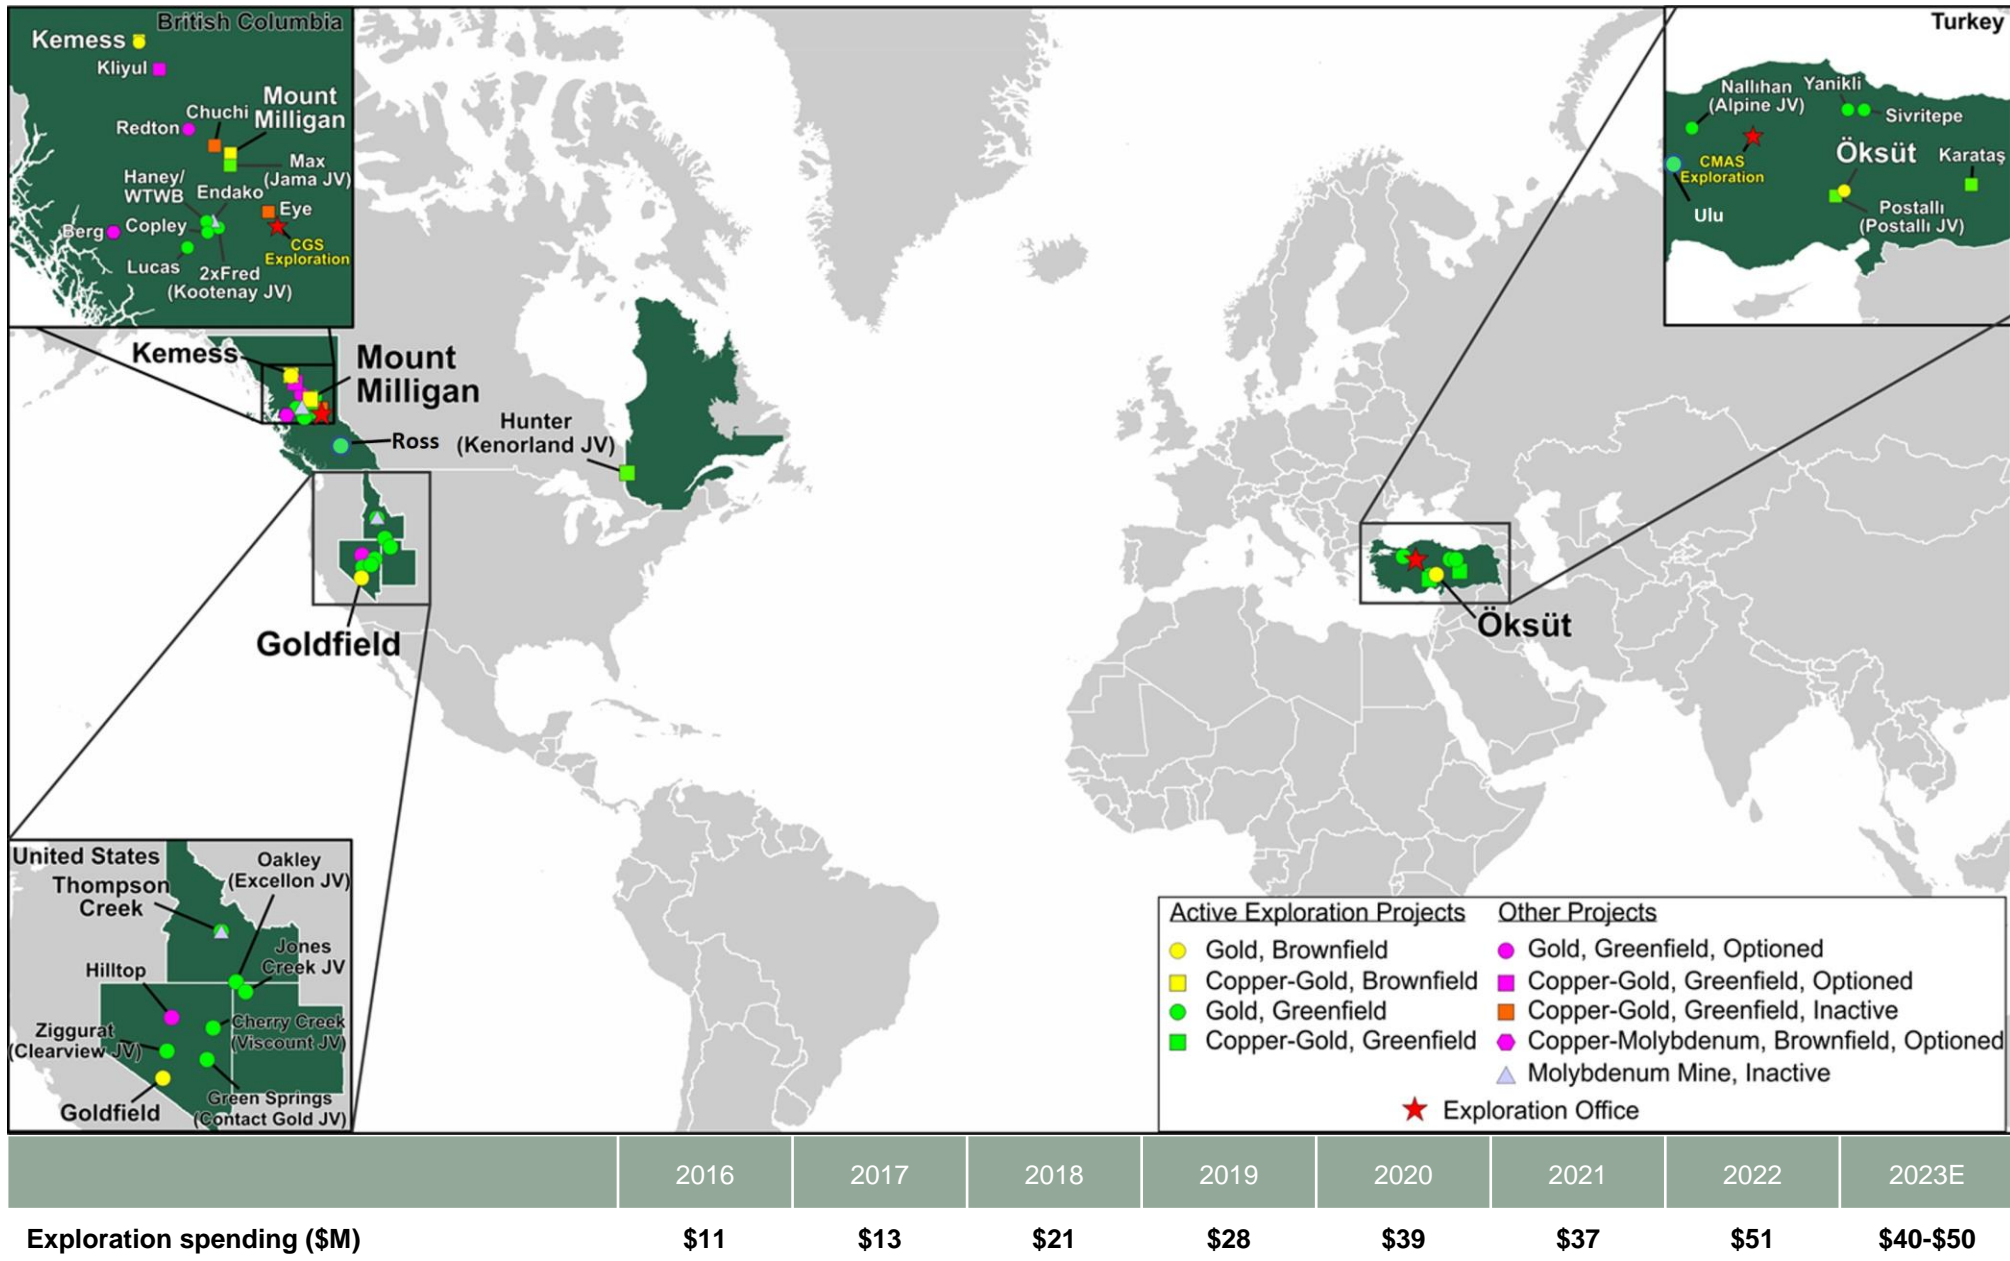 British Columbia
Kemess
Kliyul
Mount
Milligan
Chuchi
Redton
Max
(Jama JV)
Haney/
WTWB
Endako
Eye
Berg
Copley
CGS
Exploration
Lucas
2xFred
(Kootenay JV)
Turkey
Nallıhan
(Alpine JV)
Yanikli
Sivritepe
CMAS
Exploration
Öksüt
Karataş
Ulu
Postallı
(Postallı JV)
Kemess
Mount
Milligan
Ross
Hunter
(Kenorland JV)
Goldfield
Öksüt
United States
Thompson
Creek
Oakley
(Excellon JV)
Jones
Creek JV
Hilltop
Cherry Creek
(Viscount JV)
Ziggurat
(Clearview JV)
Green Springs
(Contact Gold JV)
Goldfield
Active Exploration Projects
Gold, Brownfield
Copper-Gold, Brownfield
Gold, Greenfield
Copper-Gold, Greenfield
Other Projects
Gold, Greenfield, Optioned
Copper-Gold, Greenfield, Optioned
Copper-Gold, Greenfield, Inactive
Copper-Molybdenum, Brownfield, Optioned
Molybdenum Mine, Inactive
Exploration Office
2016 2017 2018 2019 2020 2021 2022 2023E
Exploration spending ($M) $11 $13 $21 $28 $39 $37 $51 $40-$50